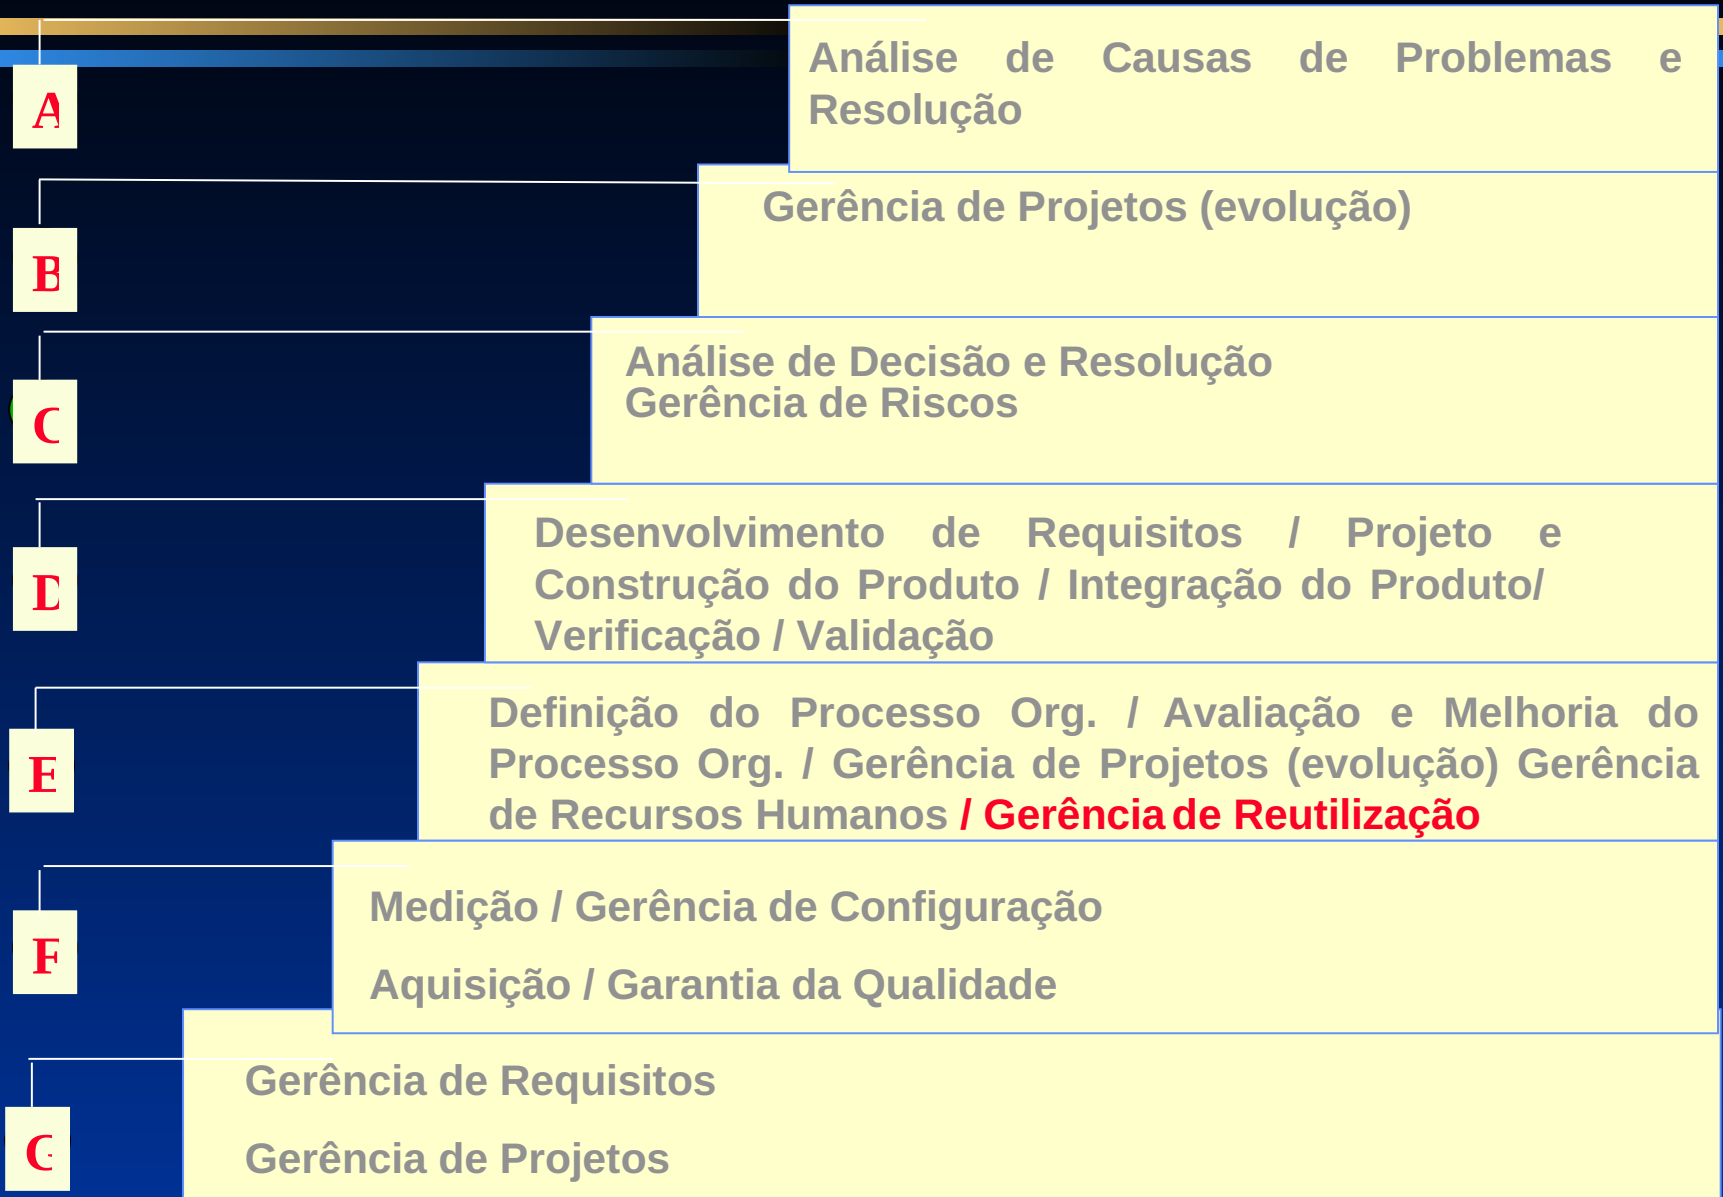 A
Análise de Causas de Problemas e
Resolução
B
Gerência de Projetos (evolução)
C
Análise de Decisão e Resolução
Gerência de Riscos
D
Desenvolvimento de Requisitos / Projeto e
Construção do Produto / Integração do Produto/
Verificação / Validação
E
Definição do Processo Org. / Avaliação e Melhoria do
Processo Org. / Gerência de Projetos (evolução) Gerência
de Recursos Humanos / Gerência de Reutilização
F
Medição / Gerência de Configuração
Aquisição / Garantia da Qualidade
G
Gerência de Requisitos
Gerência de Projetos